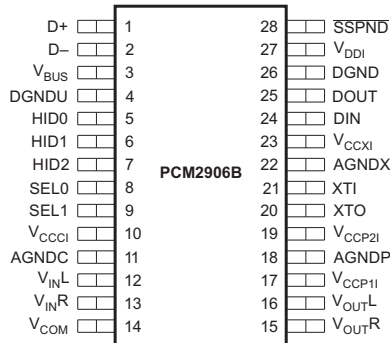 D+ 1 28 SSPND
D– 2 27 VDDI
VBUS 3 26 DGND
DGNDU 4 25 DOUT
HID0 5 24 DIN
HID1 6 23 VCCXI
HID2 7 22 AGNDX
PCM2906B
SEL0 8 21 XTI
SEL1 9 20 XTO
VCCCI 10 19 VCCP2I
AGNDC 11 18 AGNDP
VINL 12 17 VCCP1I
VINR 13 16 VOUTL
VCOM 14 15 VOUTR